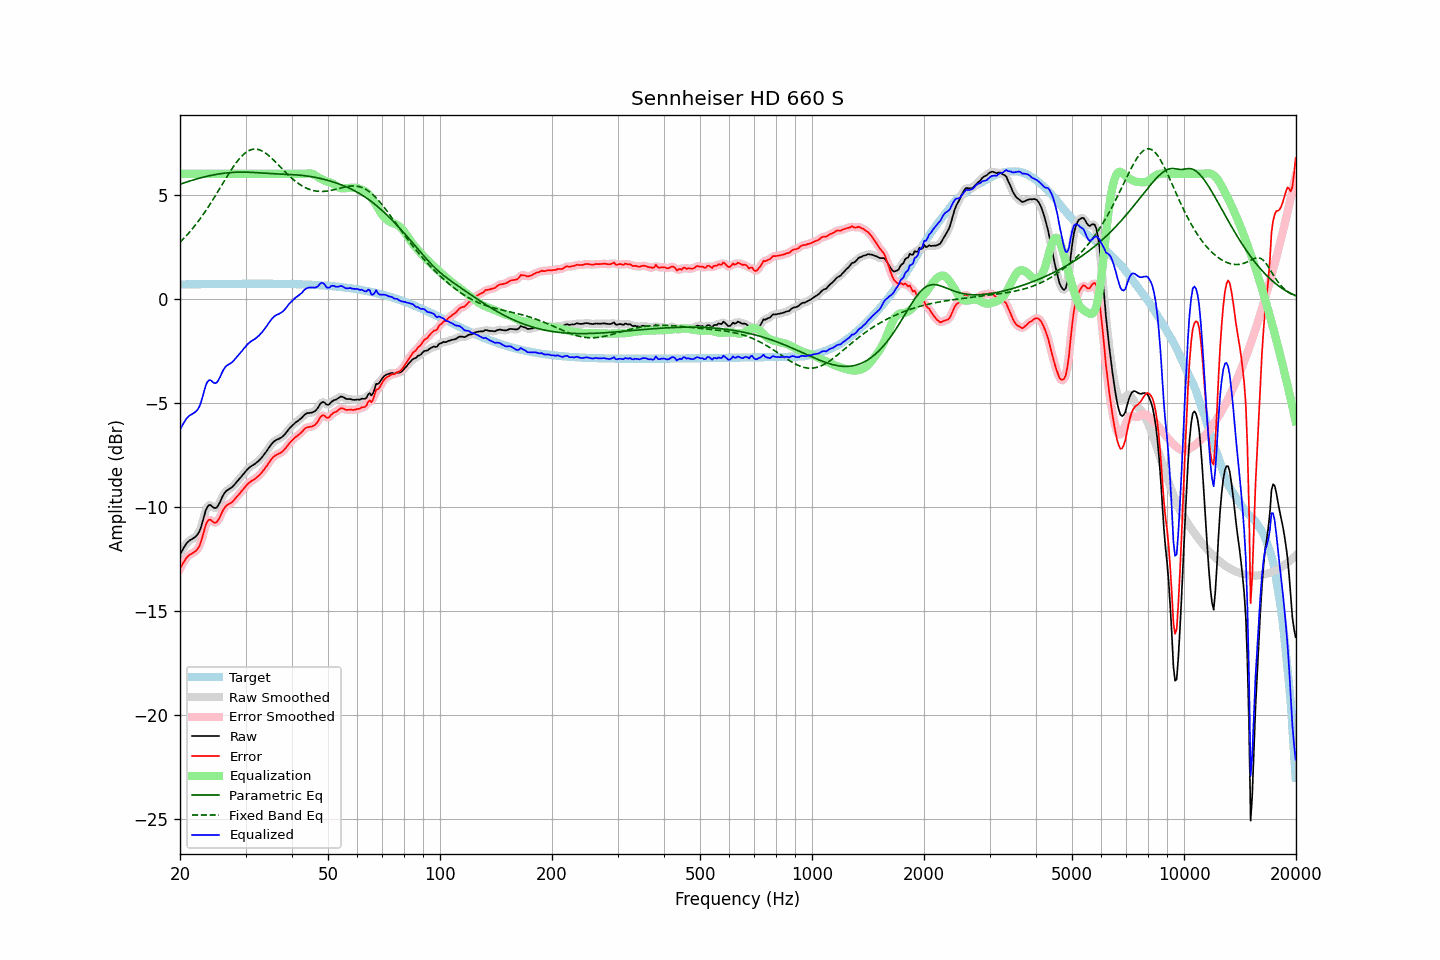 Sennheiser HD 660 S
Amplitude (dBr)
5
0
−5
−10
−15
−20
−25
Target
Raw Smoothed
Error Smoothed
Raw
Error
Equalization
Parametric Eq
Fixed Band Eq
Equalized
20 50 100 200 500 1000 2000 5000 10000 20000
Frequency (Hz)